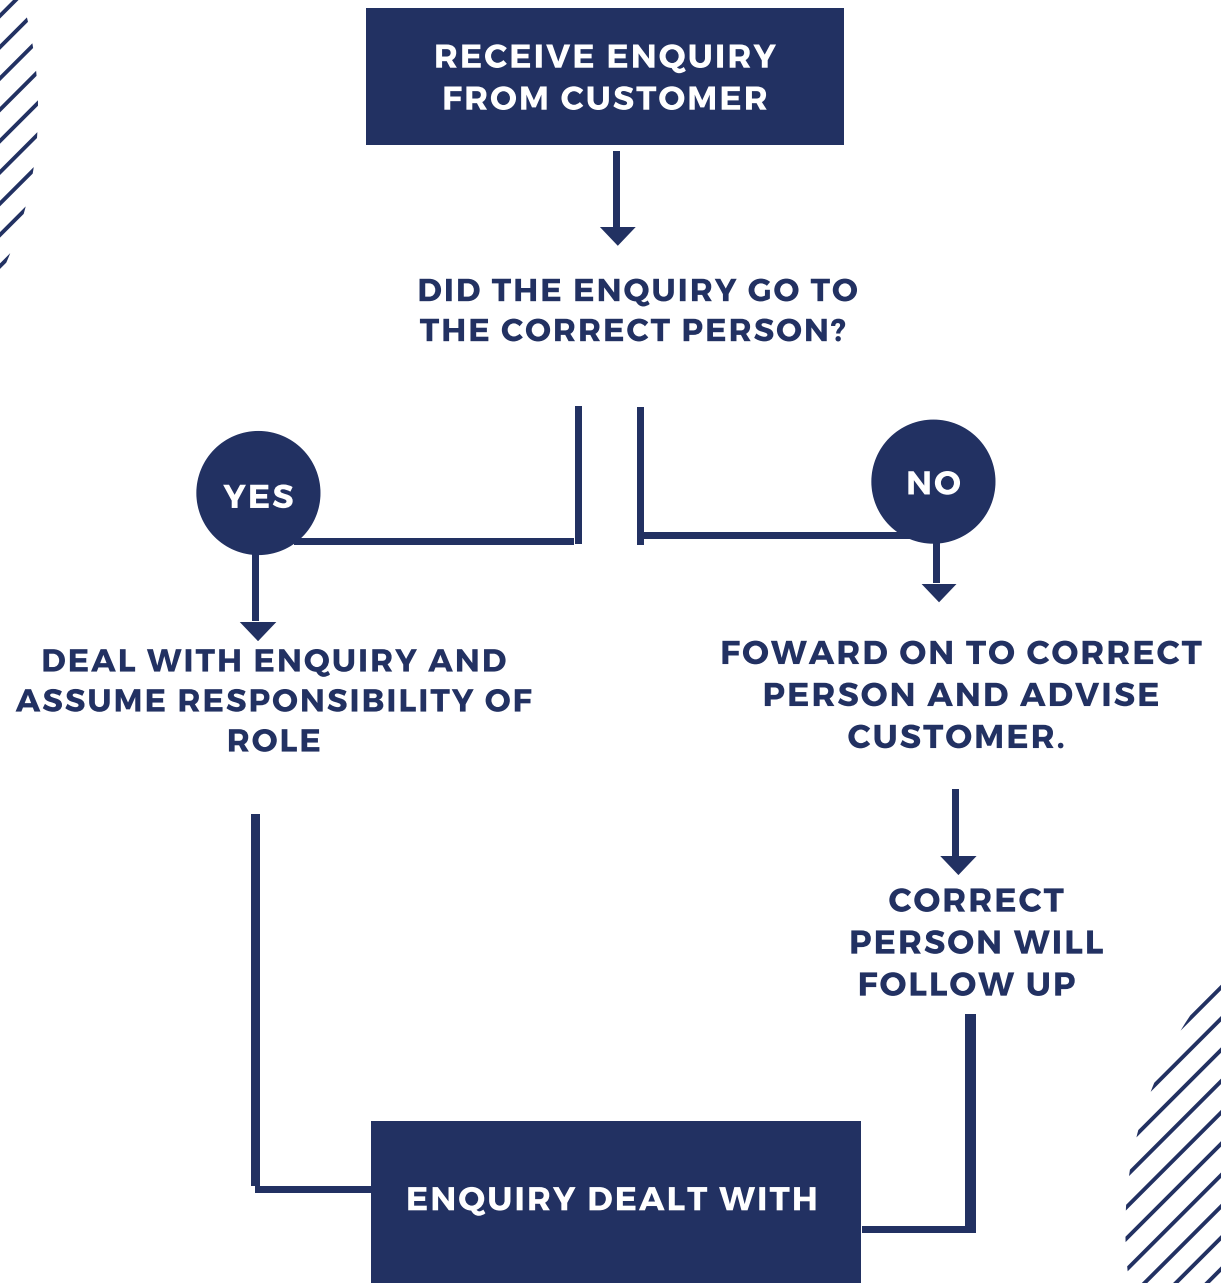 RECEIVE ENQUIRY
FROM CUSTOMER
DID THE ENQUIRY GO TO
THE CORRECT PERSON?
YES
NO
DEAL WITH ENQUIRY AND
ASSUME RESPONSIBILITY OF
ROLE
FOWARD ON TO CORRECT
PERSON AND ADVISE
CUSTOMER.
CORRECT
PERSON WILL
FOLLOW UP
ENQUIRY DEALT WITH